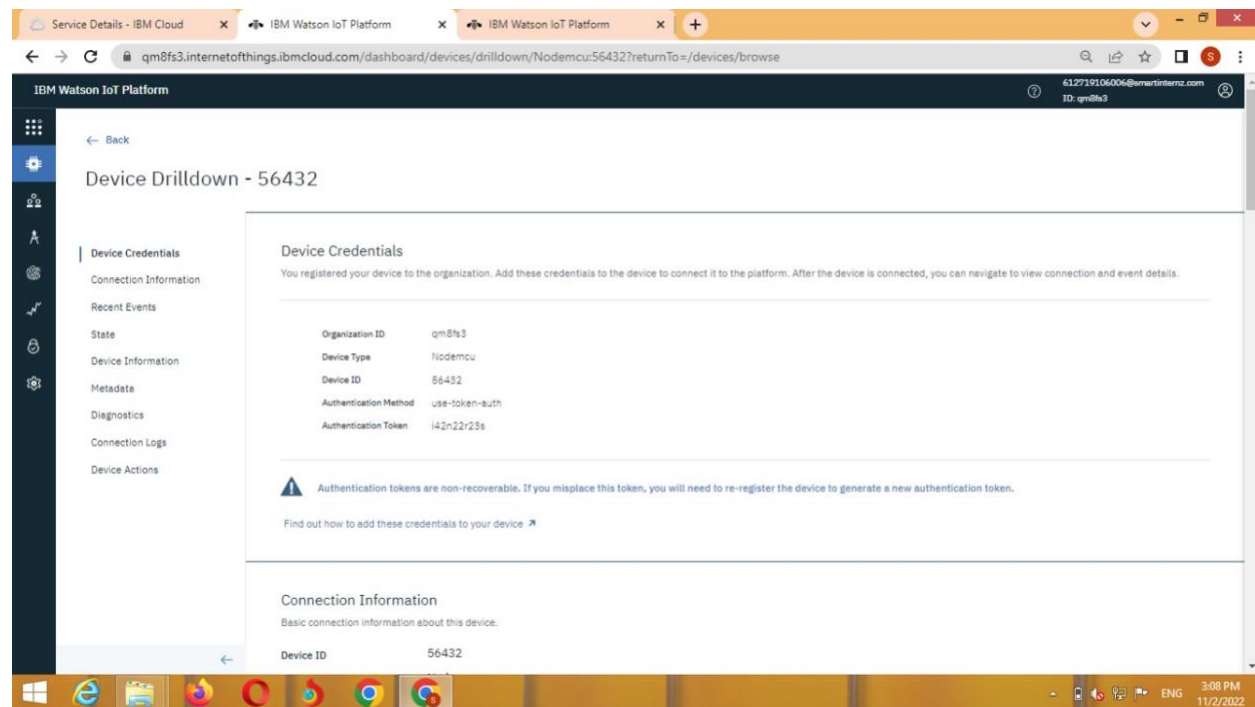 Service Details - IBM Cloud
IBM Watson IoT Platform
IBM Watson IoT Platform
qm8fs3.internetofthings.ibmcloud.com/dashboard/devices/drilldown/Nodemcu:56432?returnTo=/devices/browse
S
IBM Watson IoT Platform
612719106006@smartinternz.com
ID: qm8fs3
Back
Device Drilldown - 56432
Device Credentials
Connection Information
Recent Events
State
Device Information
Metadata
Diagnostics
Connection Logs
Device Actions
Device Credentials
You registered your device to the organization. Add these credentials to the device to connect it to the platform. After the device is connected, you can navigate to view connection and event details.
Organization ID qm8fs3
Device Type Nodemcu
Device ID 56432
Authentication Method use-token-auth
Authentication Token i42n22r23s
Authentication tokens are non-recoverable. If you misplace this token, you will need to re-register the device to generate a new authentication token.
Find out how to add these credentials to your device
Connection Information
Basic connection information about this device.
Device ID 56432
ENG
3:08 PM
11/2/2022